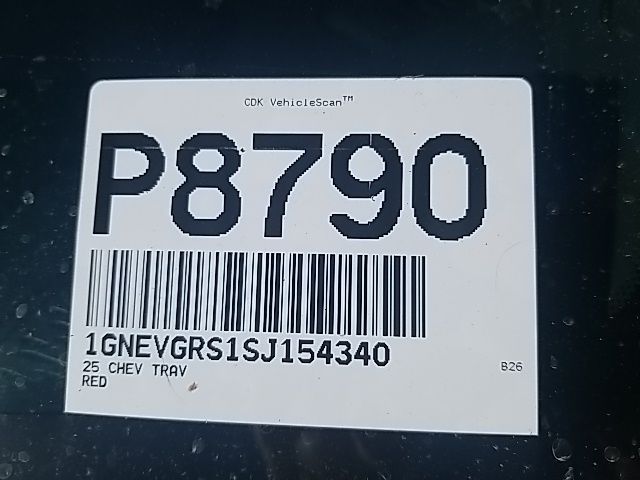 CDK VehicleScan™
P8790
1GNEVGRS1SJ154340
25 CHEV TRAV
RED
B26